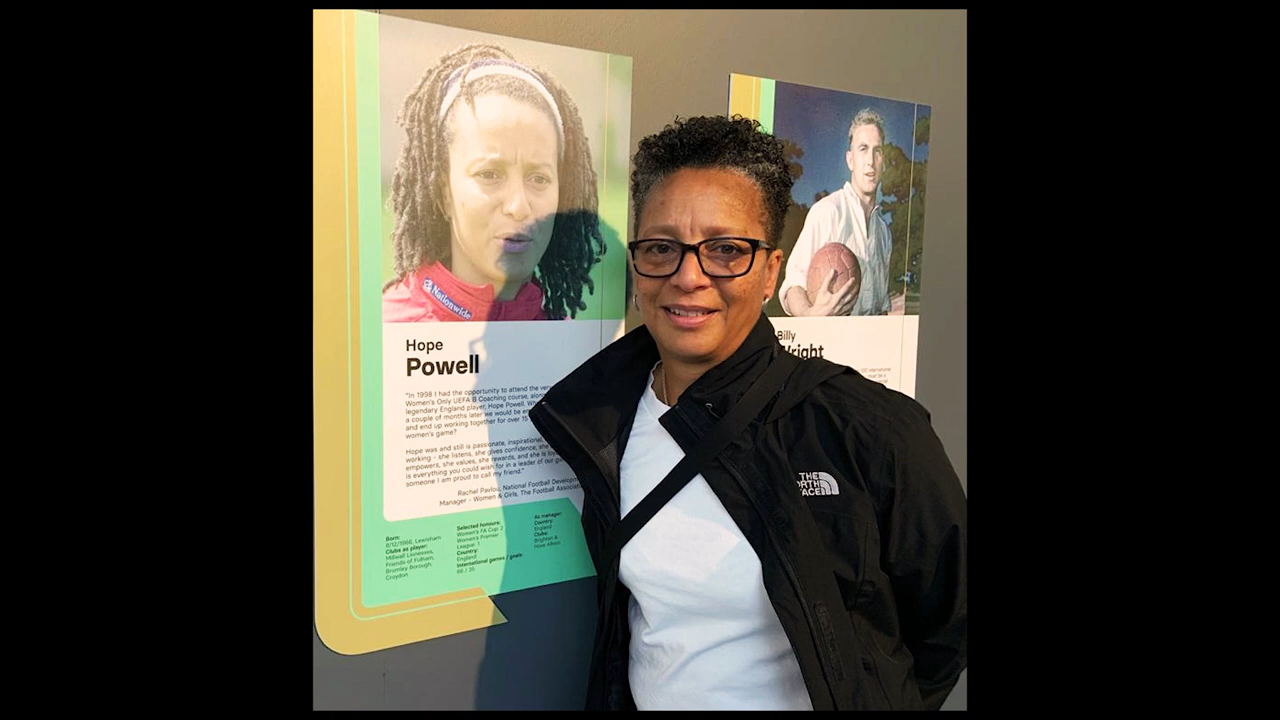 Nationwide
Hope
Powell
"In 1998 I had the opportunity to attend the very
Women's Only UEFA B Coaching course, along
legendary England player, Hope Powell. Wh
a couple of months later we would be em
and end up working together for over 15
women's game?
Hope was and still is passionate, inspirational,
working - she listens, she gives confidence, she
empowers, she values, she rewards, and she is loy
is everything you could wish for in a leader of our ga
someone I am proud to call my friend."
Rachel Pavlou, National Football Developm
Manager - Women & Girls, The Football Associat
Born:
8/12/1966, Lewisham
Clubs as player:
Millwall Lionesses,
Friends of Fulham,
Bromley Borough,
Croydon
Selected honours:
Women's FA Cup: 2
Women's Premier
League: 1
Country:
England
International games / goals:
66 / 35
As manager:
Country:
England
Clubs:
Brighton &
Hove Albion
Billy
Wright
THE
NORTH
FACE